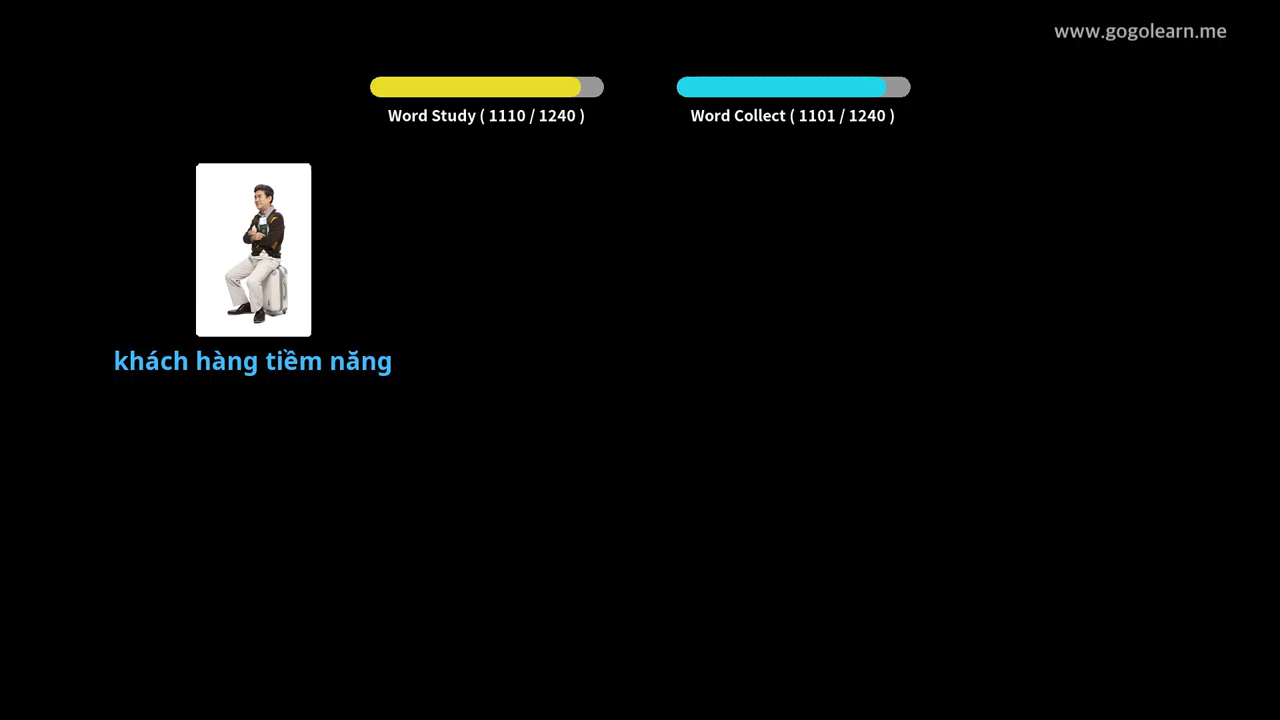 www.gogolearn.me
Word Study ( 1110 / 1240 )
Word Collect ( 1101 / 1240 )
khách hàng tiềm năng